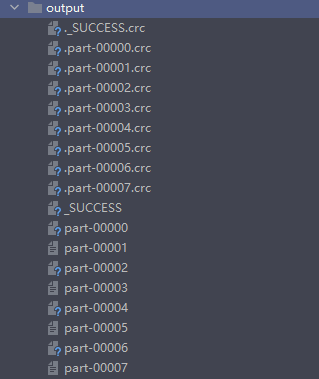 output
._SUCCESS.crc
.part-00000.crc
.part-00001.crc
.part-00002.crc
.part-00003.crc
.part-00004.crc
.part-00005.crc
.part-00006.crc
.part-00007.crc
_SUCCESS
part-00000
part-00001
part-00002
part-00003
part-00004
part-00005
part-00006
part-00007